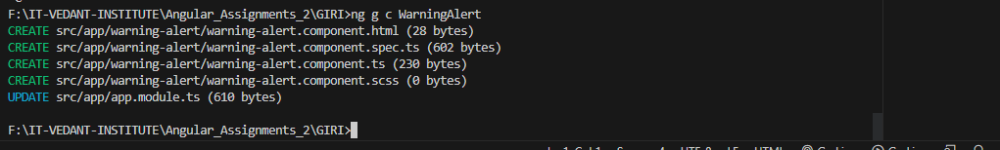 F:\IT-VEDANT-INSTITUTE\Angular_Assignments_2\GIRI>ng g c WarningAlert
CREATE src/app/warning-alert/warning-alert.component.html (28 bytes)
CREATE src/app/warning-alert/warning-alert.component.spec.ts (602 bytes)
CREATE src/app/warning-alert/warning-alert.component.ts (230 bytes)
CREATE src/app/warning-alert/warning-alert.component.scss (0 bytes)
UPDATE src/app/app.module.ts (610 bytes)
F:\IT-VEDANT-INSTITUTE\Angular_Assignments_2\GIRI>